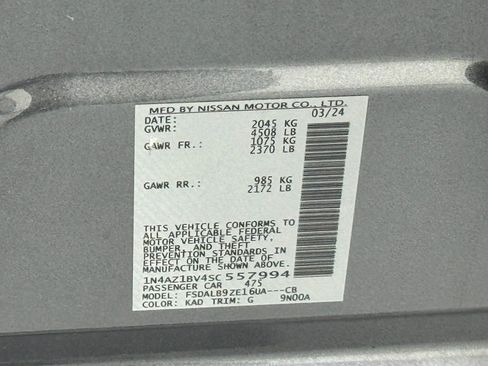 MFD BY NISSAN MOTOR CO., LTD.
DATE: 03/24
GVWR: 2045 KG
4508 LB
GAWR FR.: 1075 KG
2370 LB
GAWR RR.: 985 KG
2172 LB
THIS VEHICLE CONFORMS TO
ALL APPLICABLE FEDERAL
MOTOR VEHICLE SAFETY,
BUMPER, AND THEFT
PREVENTION STANDARDS IN
EFFECT ON THE DATE OF
MANUFACTURE SHOWN ABOVE.
1N4AZ1BV4SC557994
PASSENGER CAR 475
MODEL: FSDALB9ZE16UA---CB
COLOR: KAD TRIM: G 9N00A